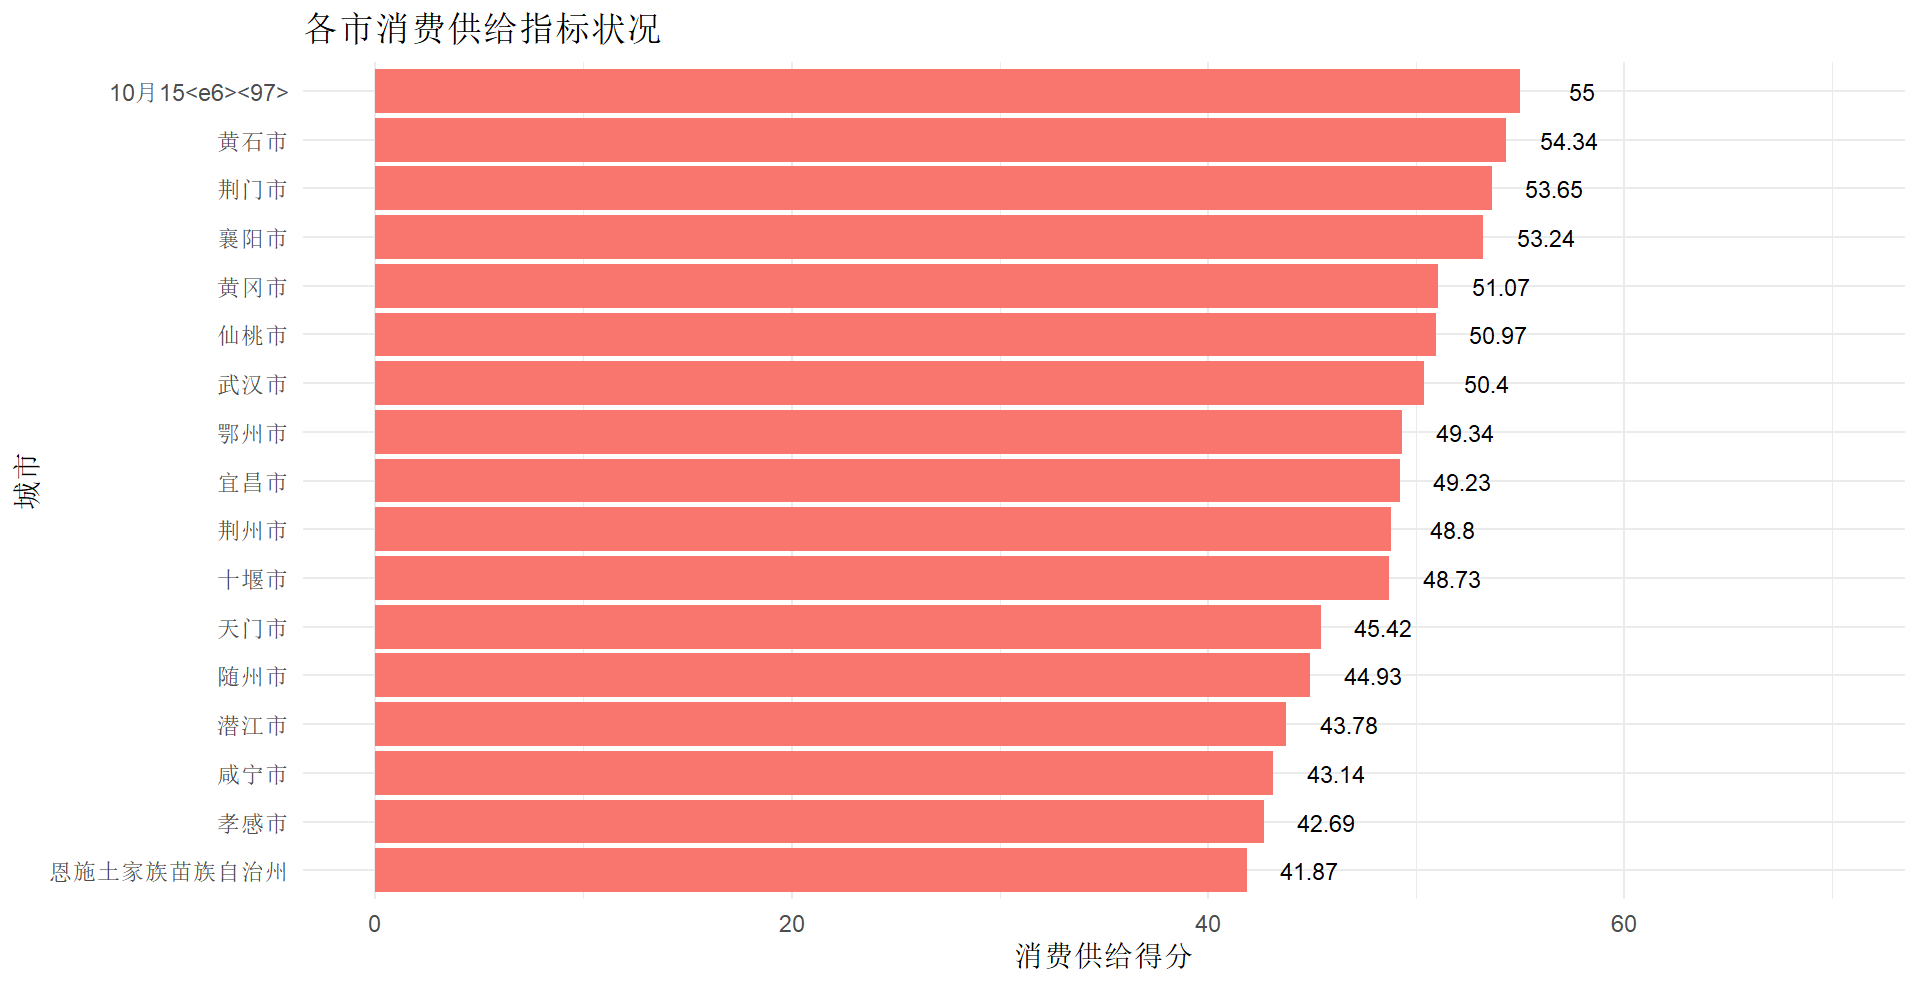 各市消费供给指标状况
10月15<e6><97> 55
黄石市 54.34
荆门市 53.65
襄阳市 53.24
黄冈市 51.07
仙桃市 50.97
武汉市 50.4
鄂州市 49.34
宜昌市 49.23
荆州市 48.8
十堰市 48.73
天门市 45.42
随州市 44.93
潜江市 43.78
咸宁市 43.14
孝感市 42.69
恩施土家族苗族自治州 41.87
城市
0 20 40 60
消费供给得分